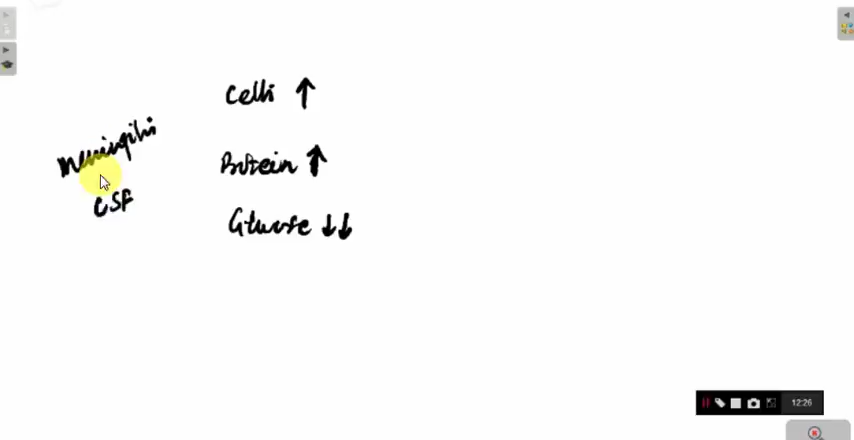 Cells ↑
Meningitis
Protein ↑
CSF
Glucose ↓↓
12:26